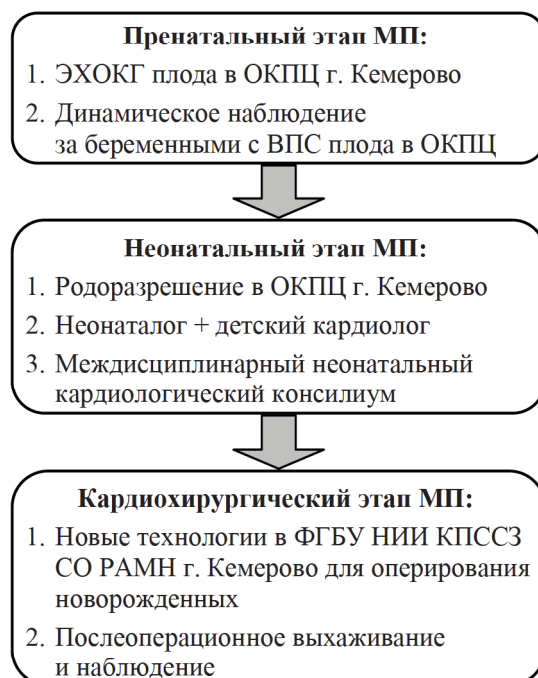 Пренатальный этап МП:
1. ЭХОКГ плода в ОКПЦ г. Кемерово
2. Динамическое наблюдение
за беременными с ВПС плода в ОКПЦ
Неонатальный этап МП:
1. Родоразрешение в ОКПЦ г. Кемерово
2. Неонаталог + детский кардиолог
3. Междисциплинарный неонатальный
кардиологический консилиум
Кардиохирургический этап МП:
1. Новые технологии в ФГБУ НИИ КПССЗ
СО РАМН г. Кемерово для оперирования
новорожденных
2. Послеоперационное выхаживание
и наблюдение